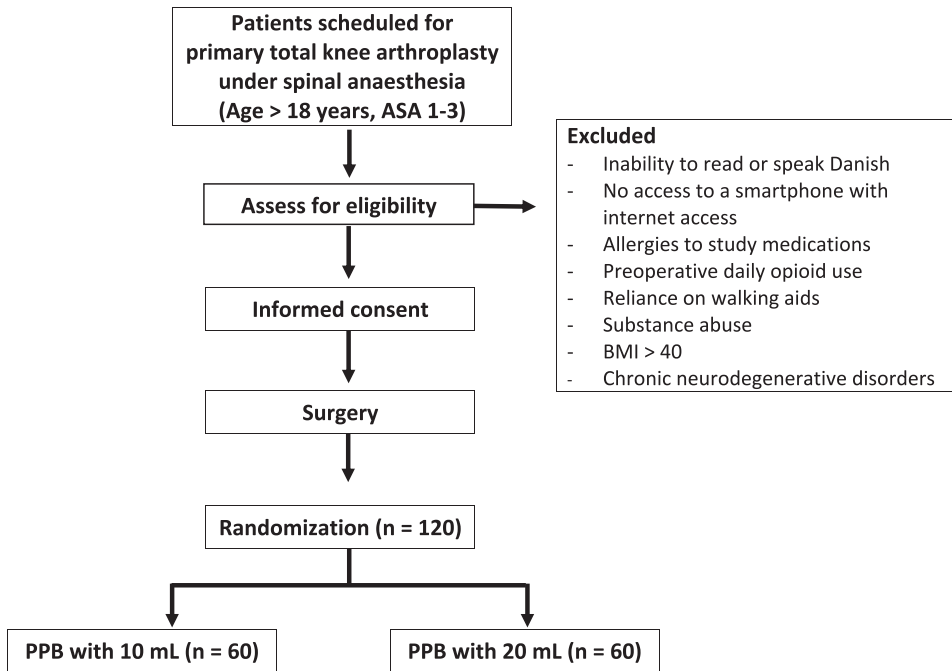 Patients scheduled for
primary total knee arthroplasty
under spinal anaesthesia
(Age > 18 years, ASA 1-3)
Assess for eligibility
Excluded
- Inability to read or speak Danish
- No access to a smartphone with
internet access
- Allergies to study medications
- Preoperative daily opioid use
- Reliance on walking aids
- Substance abuse
- BMI > 40
- Chronic neurodegenerative disorders
Informed consent
Surgery
Randomization (n = 120)
PPB with 10 mL (n = 60)
PPB with 20 mL (n = 60)